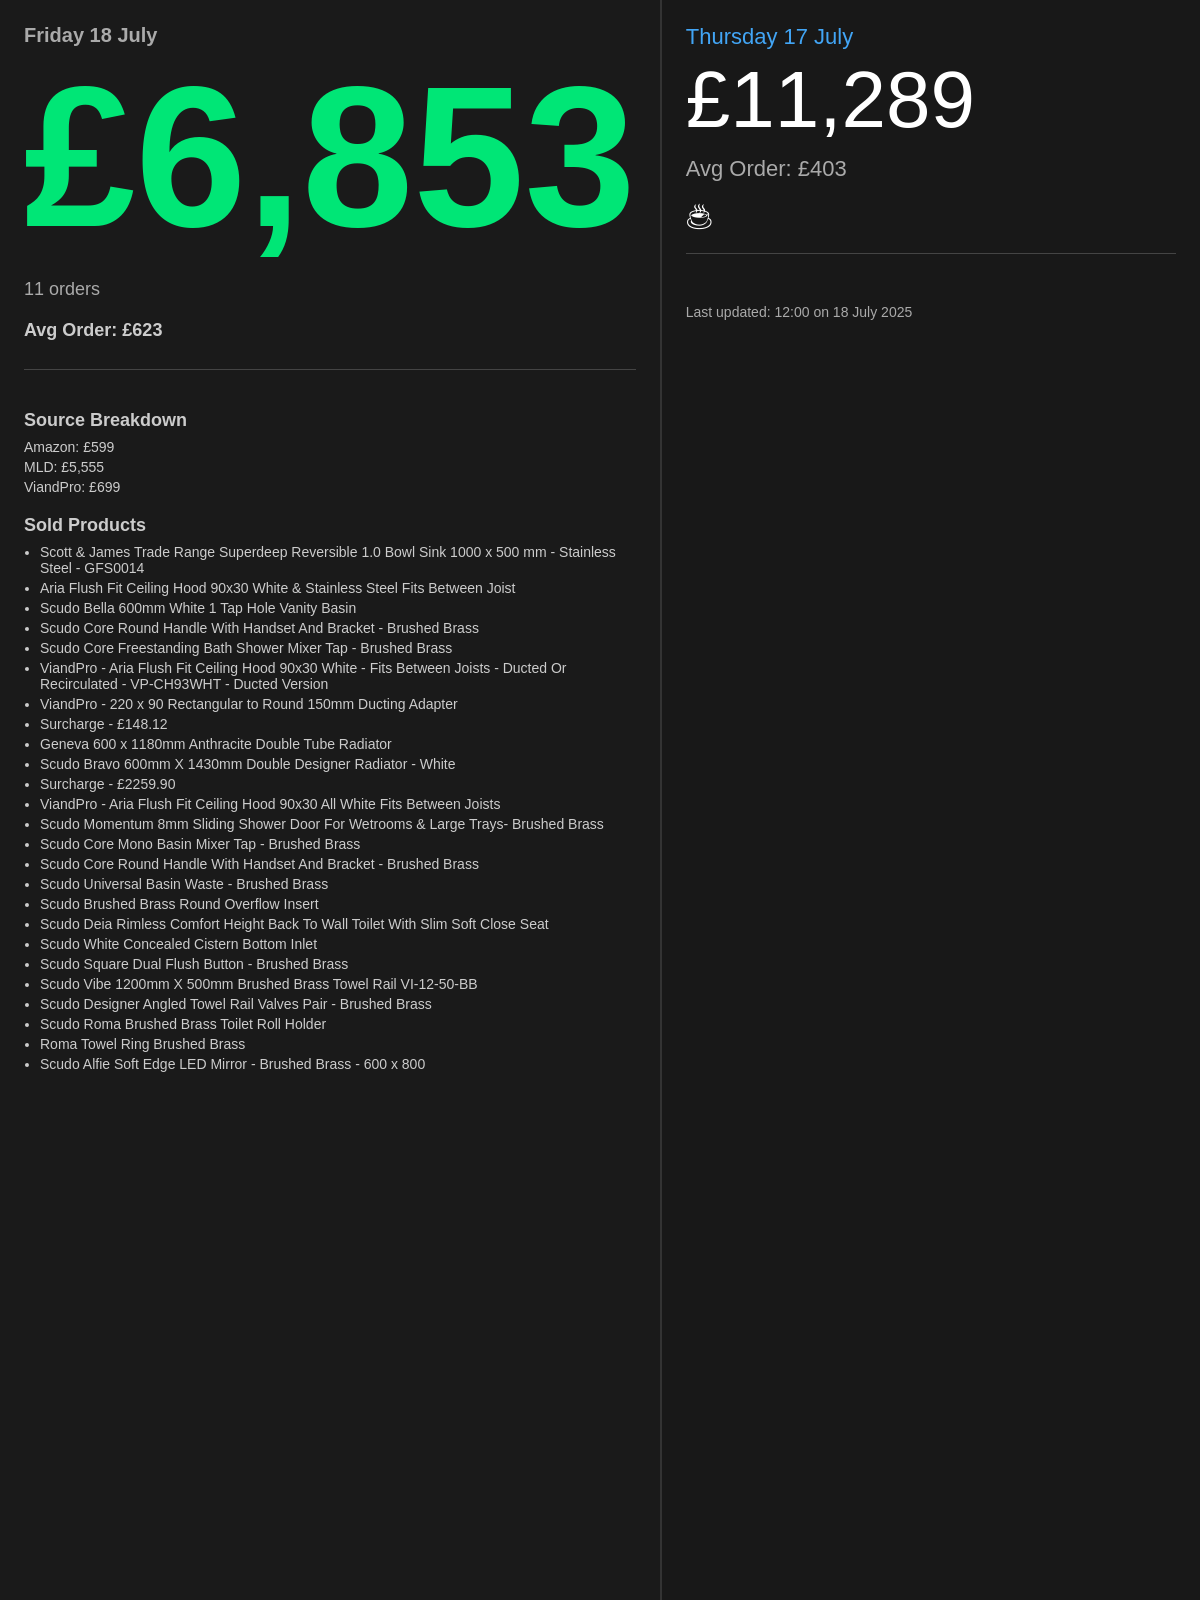 Friday 18 July
£6,853
11 orders
Avg Order: £623
Source Breakdown
Amazon: £599
MLD: £5,555
ViandPro: £699
Sold Products
• Scott & James Trade Range Superdeep Reversible 1.0 Bowl Sink 1000 x 500 mm - Stainless
Steel - GFS0014
• Aria Flush Fit Ceiling Hood 90x30 White & Stainless Steel Fits Between Joist
• Scudo Bella 600mm White 1 Tap Hole Vanity Basin
• Scudo Core Round Handle With Handset And Bracket - Brushed Brass
• Scudo Core Freestanding Bath Shower Mixer Tap - Brushed Brass
• ViandPro - Aria Flush Fit Ceiling Hood 90x30 White - Fits Between Joists - Ducted Or
Recirculated - VP-CH93WHT - Ducted Version
• ViandPro - 220 x 90 Rectangular to Round 150mm Ducting Adapter
• Surcharge - £148.12
• Geneva 600 x 1180mm Anthracite Double Tube Radiator
• Scudo Bravo 600mm X 1430mm Double Designer Radiator - White
• Surcharge - £2259.90
• ViandPro - Aria Flush Fit Ceiling Hood 90x30 All White Fits Between Joists
• Scudo Momentum 8mm Sliding Shower Door For Wetrooms & Large Trays- Brushed Brass
• Scudo Core Mono Basin Mixer Tap - Brushed Brass
• Scudo Core Round Handle With Handset And Bracket - Brushed Brass
• Scudo Universal Basin Waste - Brushed Brass
• Scudo Brushed Brass Round Overflow Insert
• Scudo Deia Rimless Comfort Height Back To Wall Toilet With Slim Soft Close Seat
• Scudo White Concealed Cistern Bottom Inlet
• Scudo Square Dual Flush Button - Brushed Brass
• Scudo Vibe 1200mm X 500mm Brushed Brass Towel Rail VI-12-50-BB
• Scudo Designer Angled Towel Rail Valves Pair - Brushed Brass
• Scudo Roma Brushed Brass Toilet Roll Holder
• Roma Towel Ring Brushed Brass
• Scudo Alfie Soft Edge LED Mirror - Brushed Brass - 600 x 800
Thursday 17 July
£11,289
Avg Order: £403
☕
Last updated: 12:00 on 18 July 2025